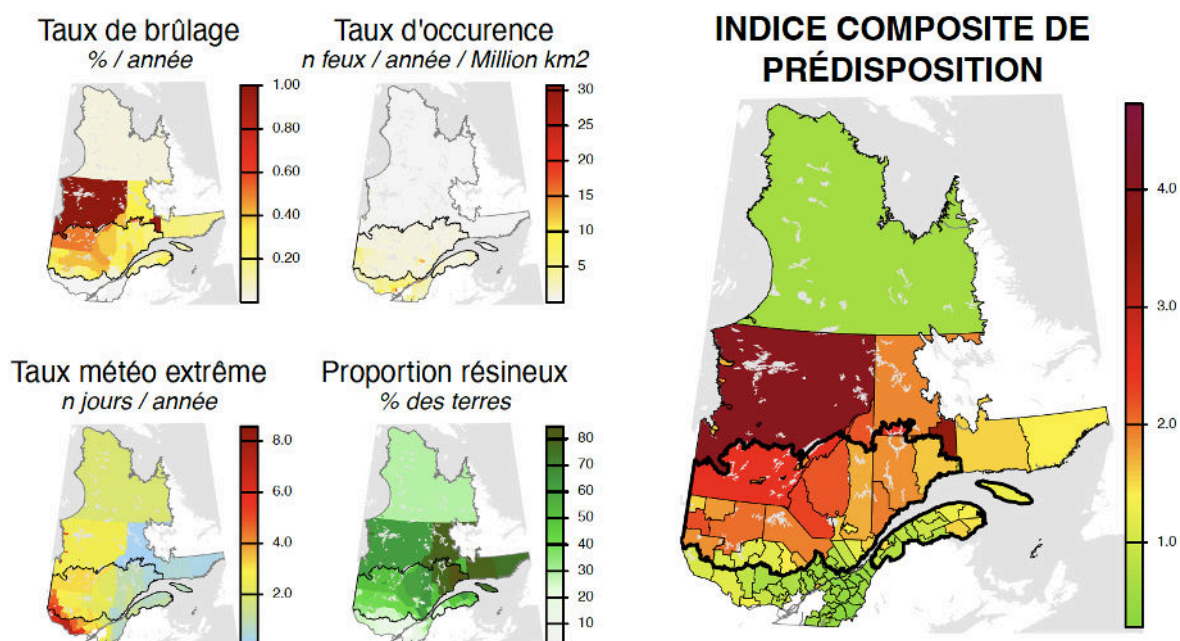 Taux de brûlage
% / année
1.00
0.80
0.60
0.40
0.20
Taux d'occurence
n feux / année / Million km2
30
25
20
15
10
5
Taux météo extrême
n jours / année
8.0
6.0
4.0
2.0
Proportion résineux
% des terres
80
70
60
50
40
30
20
10
INDICE COMPOSITE DE
PRÉDISPOSITION
4.0
3.0
2.0
1.0